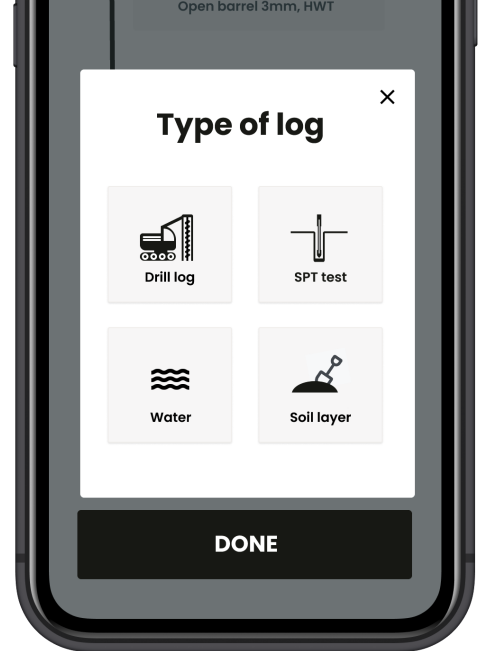 Open barrel 3mm, HWT
Type of log
Drill log
SPT test
Water
Soil layer
DONE